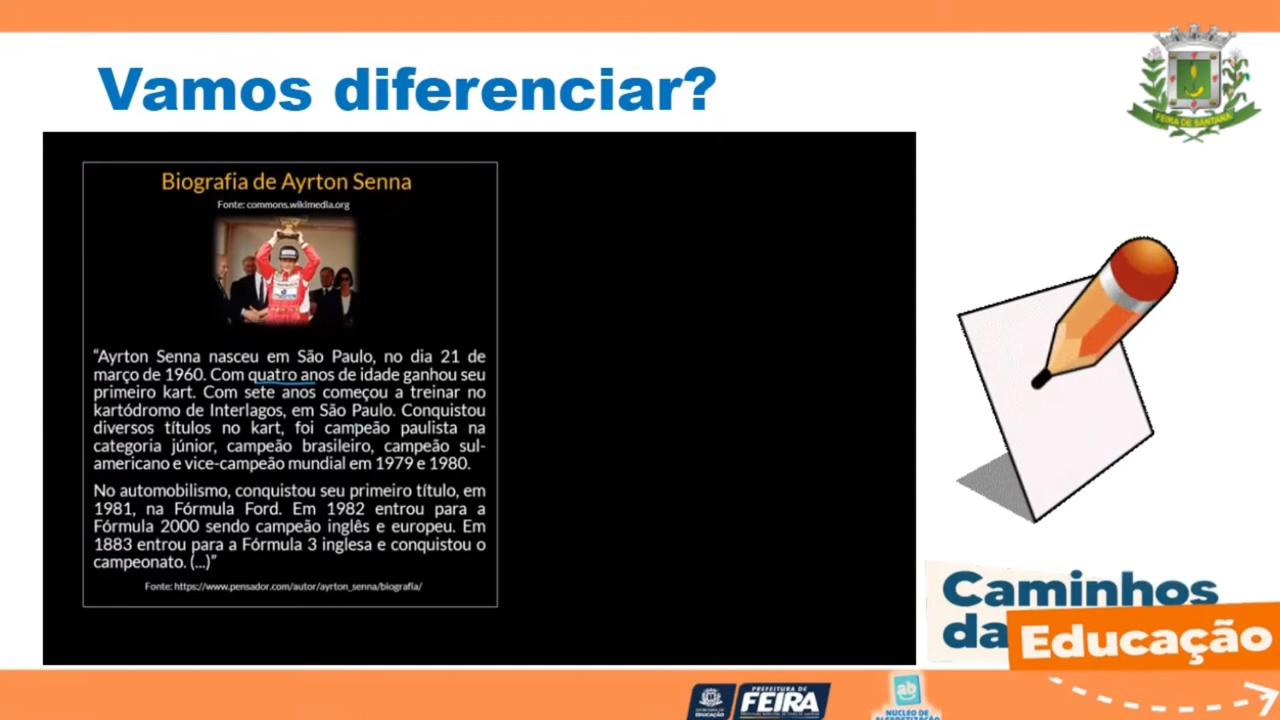 Vamos diferenciar?
FEIRA DE SANTANA
Biografia de Ayrton Senna
Fonte: commons.wikimedia.org
“Ayrton Senna nasceu em São Paulo, no dia 21 de
março de 1960. Com quatro anos de idade ganhou seu
primeiro kart. Com sete anos começou a treinar no
kartódromo de Interlagos, em São Paulo. Conquistou
diversos títulos no kart, foi campeão paulista na
categoria júnior, campeão brasileiro, campeão sul-
americano e vice-campeão mundial em 1979 e 1980.
No automobilismo, conquistou seu primeiro título, em
1981, na Fórmula Ford. Em 1982 entrou para a
Fórmula 2000 sendo campeão inglês e europeu. Em
1883 entrou para a Fórmula 3 inglesa e conquistou o
campeonato. (...)”
Fonte: https://www.pensador.com/autor/ayrton_senna/biografia/
Caminhos
da Educação
EDUCAÇÃO
PREFEITURA DE
FEIRA
ab
NÚCLEO DE
ALFABETIZAÇÃO